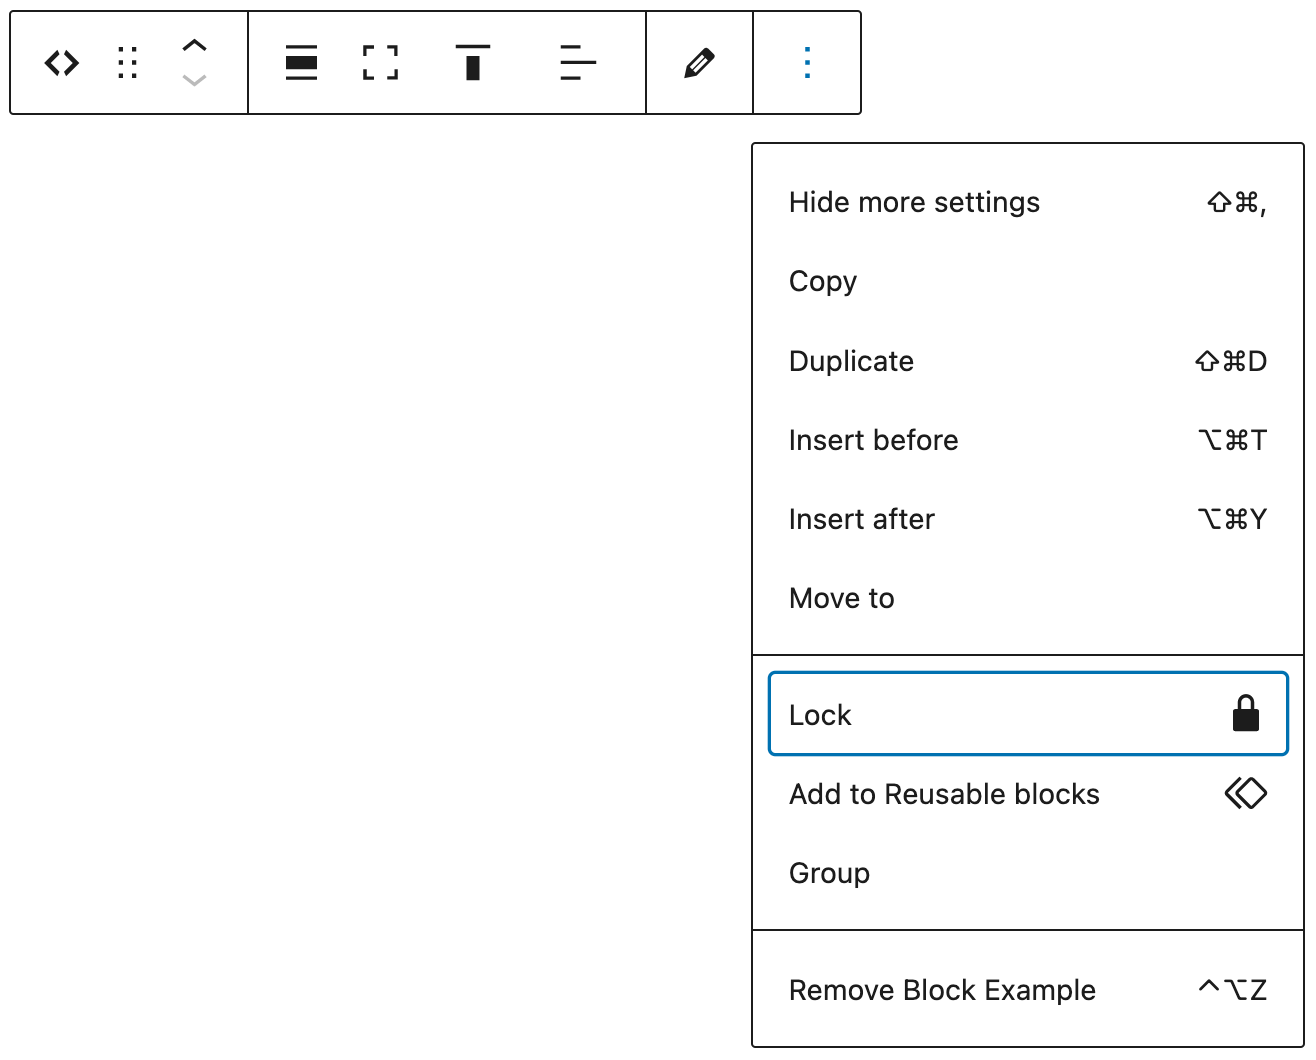 Hide more settings ⇧⌘,
Copy
Duplicate ⇧⌘D
Insert before ⌥⌘T
Insert after ⌥⌘Y
Move to
Lock
Add to Reusable blocks
Group
Remove Block Example ⌃⌥Z